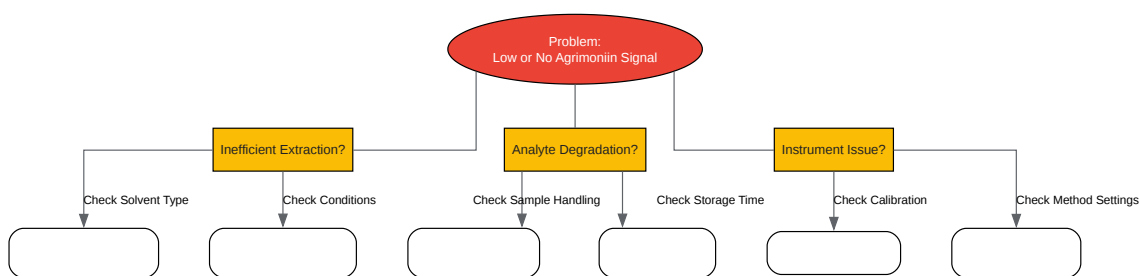 Problem:
Low or No Agrimoniin Signal
Inefficient Extraction?
Analyte Degradation?
Instrument Issue?
Check Solvent Type
Check Conditions
Check Sample Handling
Check Storage Time
Check Calibration
Check Method Settings